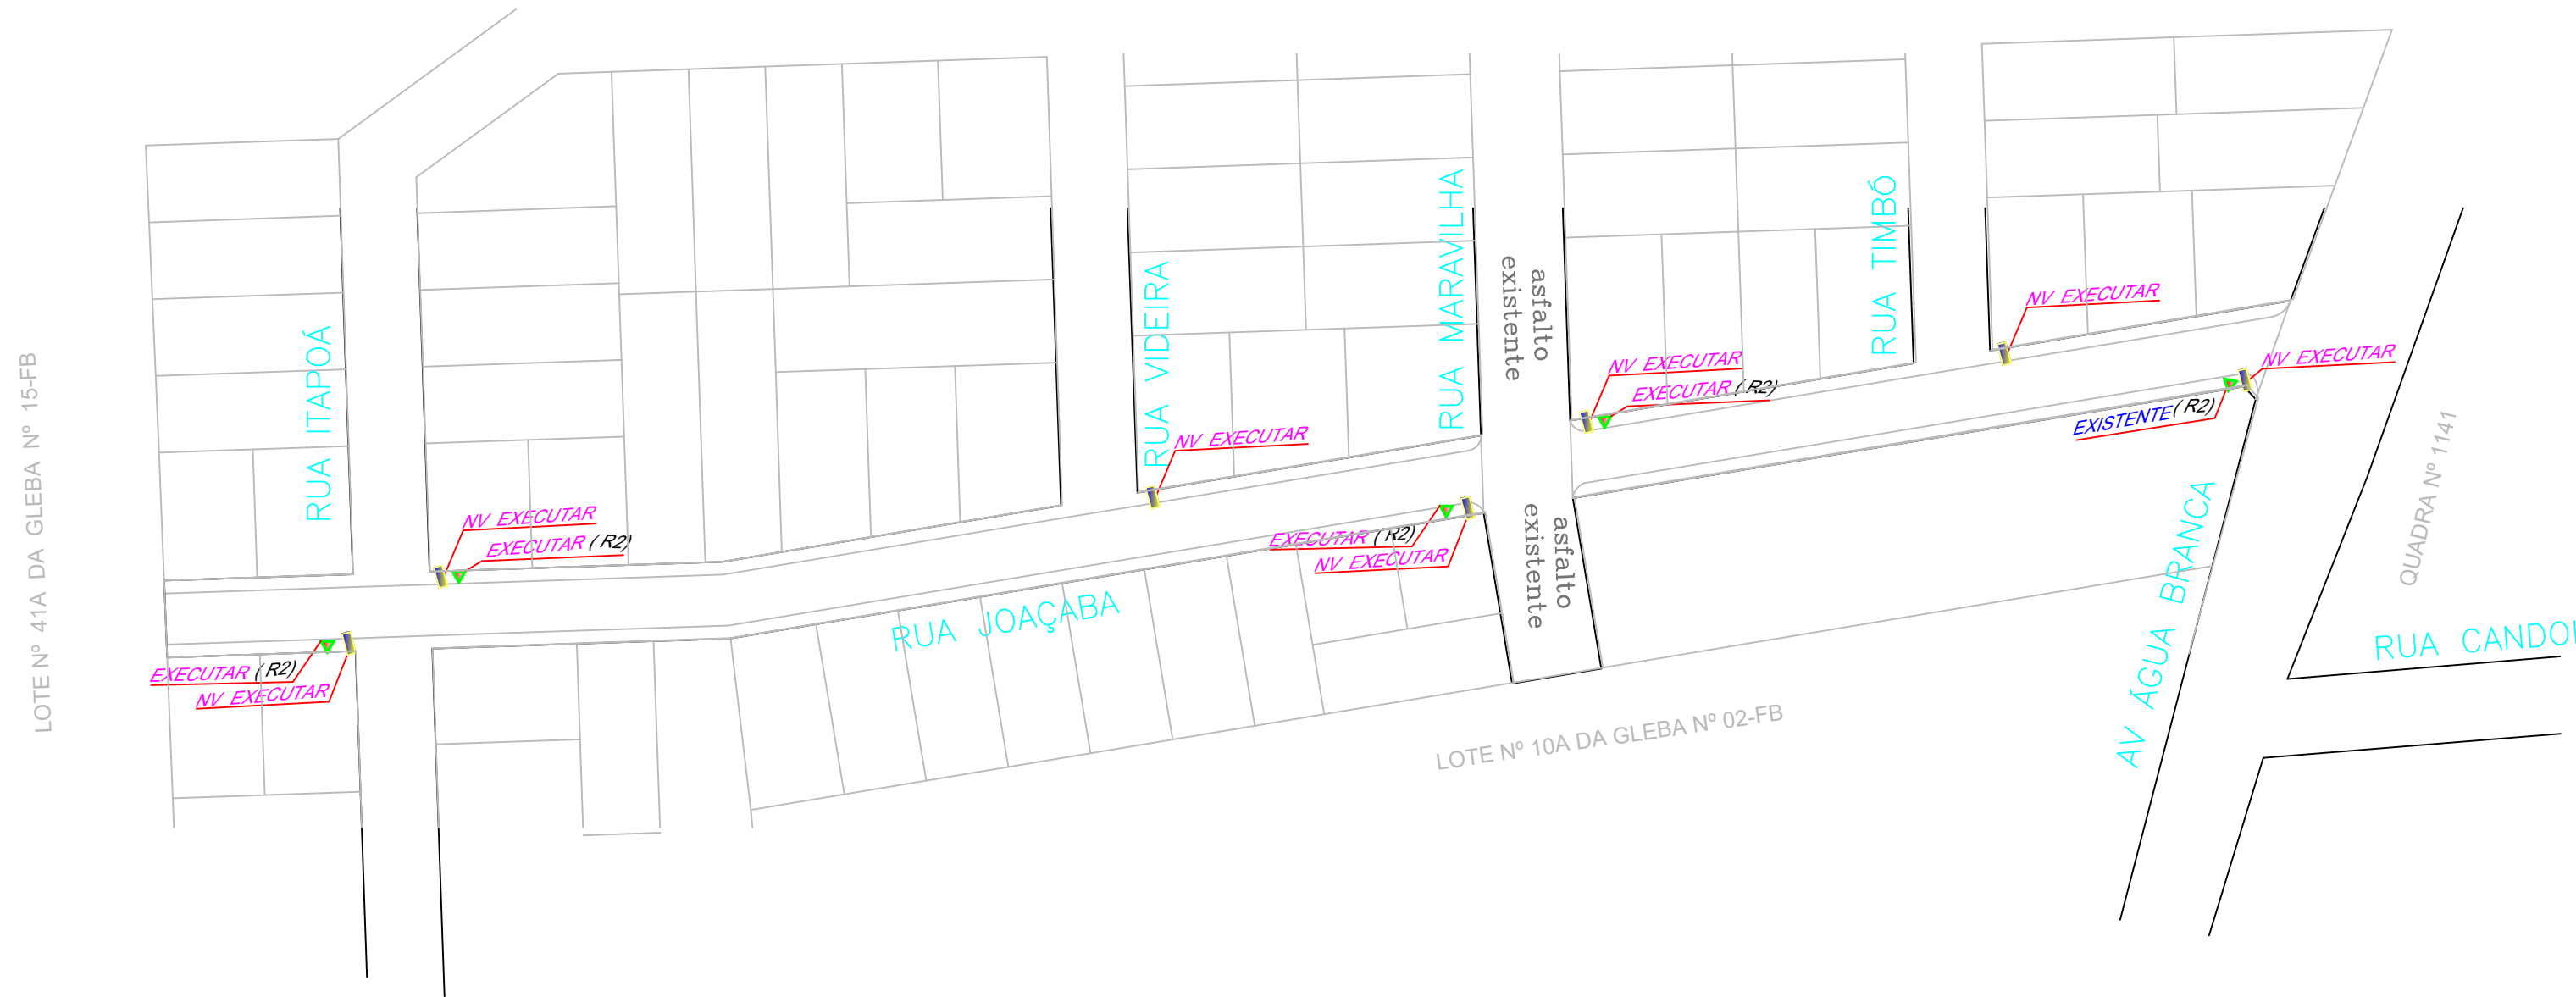 LOTE Nº 41A DA GLEBA Nº 15-FB
RUA ITAPOÁ
NV EXECUTAR
EXECUTAR ( R2)
EXECUTAR ( R2)
NV EXECUTAR
RUA JOAÇABA
RUA VIDEIRA
NV EXECUTAR
RUA MARAVILHA
EXECUTAR ( R2)
NV EXECUTAR
asfalto
existente
asfalto
existente
NV EXECUTAR
EXECUTAR ( R2)
RUA TIMBÓ
NV EXECUTAR
NV EXECUTAR
EXISTENTE ( R2)
LOTE Nº 10A DA GLEBA Nº 02-FB
AV ÁGUA BRANCA
QUADRA Nº 1141
RUA CANDO